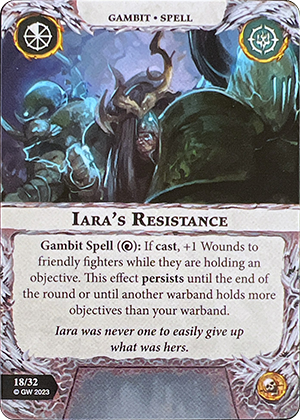 GAMBIT • SPELL
IARA'S RESISTANCE
Gambit Spell (): If cast, +1 Wounds to
friendly fighters while they are holding an
objective. This effect persists until the end of
the round or until another warband holds more
objectives than your warband.
Iara was never one to easily give up
what was hers.
18/32
© GW 2023